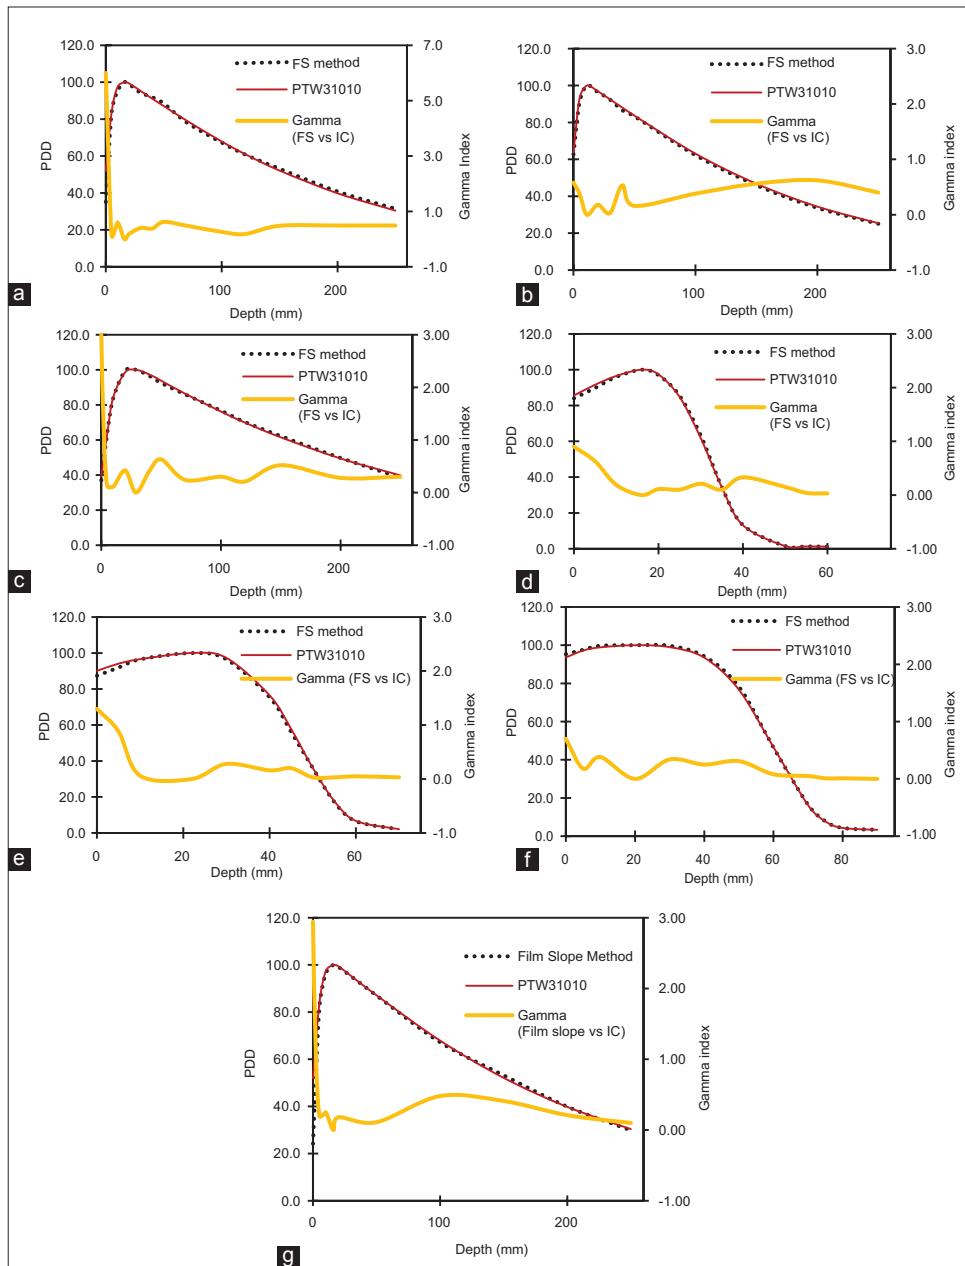 120.0
100.0
80.0
60.0
40.0
20.0
0.0
PDD
7.0
5.0
3.0
1.0
-1.0
Gamma Index
FS method
PTW31010
Gamma
(FS vs IC)
0
100
200
Depth (mm)
a
120.0
100.0
80.0
60.0
40.0
20.0
0.0
PDD
3.0
2.0
1.0
0.0
-1.0
Gamma index
FS method
PTW31010
Gamma
(FS vs IC)
0
100
200
Depth (mm)
b
120.0
100.0
80.0
60.0
40.0
20.0
0.0
PDD
3.00
2.00
1.00
0.00
-1.00
Gamma index
FS method
PTW31010
Gamma
(FS vs IC)
0
100
200
Depth (mm)
c
120.0
100.0
80.0
60.0
40.0
20.0
0.0
PDD
3.00
2.00
1.00
0.00
-1.00
Gamma index
FS method
PTW31010
Gamma
(FS vs IC)
0
20
40
60
Depth (mm)
d
120.0
100.0
80.0
60.0
40.0
20.0
0.0
PDD
3.0
2.0
1.0
0.0
-1.0
Gamma index
FS method
PTW31010
Gamma (FS vs IC)
0
20
40
60
Depth (mm)
e
120.0
100.0
80.0
60.0
40.0
20.0
0.0
PDD
3.00
2.00
1.00
0.00
-1.00
Gamma index
FS method
PTW31010
Gamma (FS vs IC)
0
20
40
60
80
Depth (mm)
f
120.0
100.0
80.0
60.0
40.0
20.0
0.0
PDD
3.00
2.00
1.00
0.00
-1.00
Gamma index
Film Slope Method
PTW31010
Gamma
(Film slope vs IC)
0
100
200
Depth (mm)
g